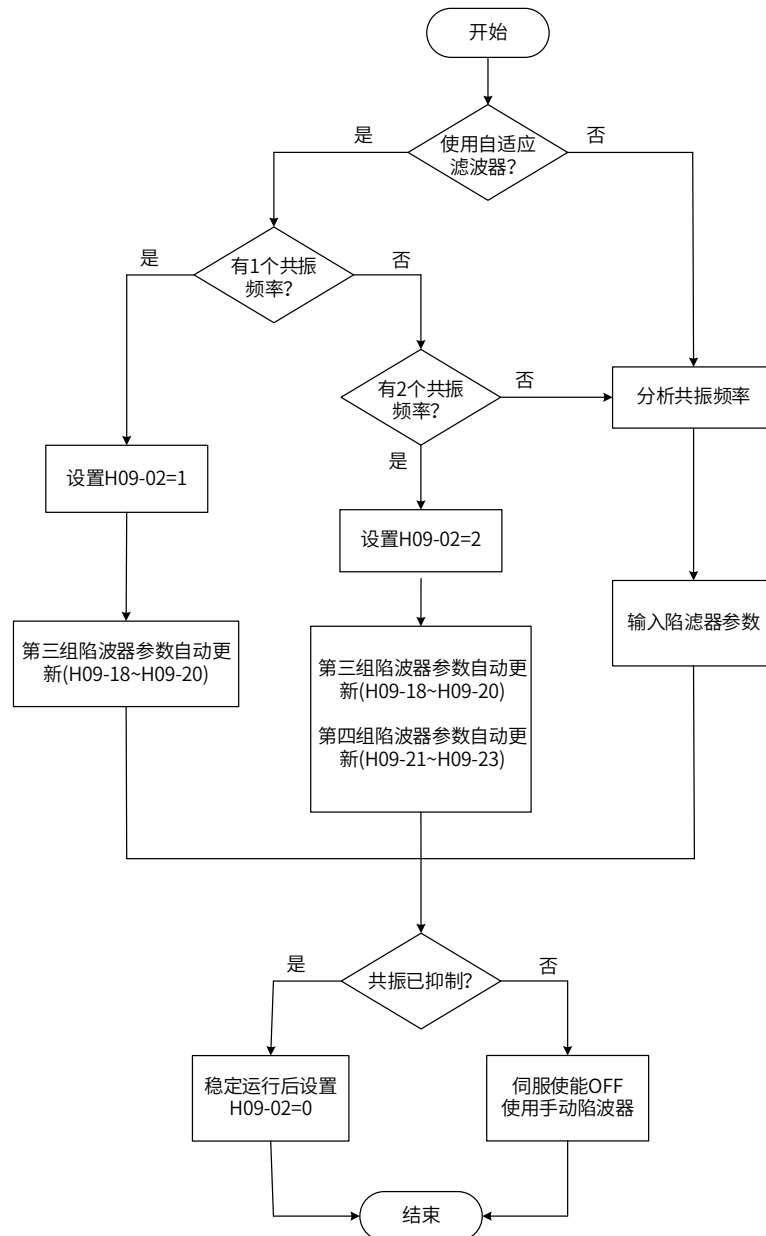 开始
使用自适应
滤波器？
是
否
有1个共振
频率？
是
否
有2个共振
频率？
否
是
分析共振频率
设置H09-02=1
设置H09-02=2
输入陷滤器参数
第三组陷波器参数自动更
新(H09-18~H09-20)
第三组陷波器参数自动更
新(H09-18~H09-20)
第四组陷波器参数自动更
新(H09-21~H09-23)
共振已抑制？
是
否
稳定运行后设置
H09-02=0
伺服使能OFF
使用手动陷波器
结束